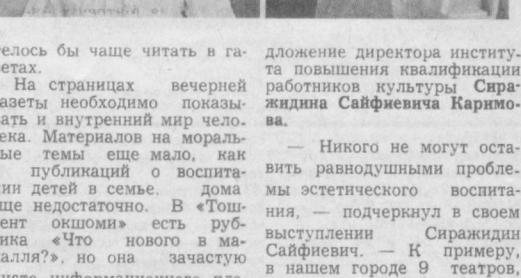 телось бы чаще читать в га-
зетах.
На страницах вечерней
газеты необходимо показы-
вать и внутренний мир чело-
века. Материалов на мораль-
ные темы еще мало, как
и публикаций о воспита-
нии детей в семье, дома
еще недостаточно. В «Тош-
кент окшоми» есть руб-
рика «Что нового в ма-
халля?», но она зачастую
информационного
дложение директора институ-
та повышения квалификации
работников культуры Сира-
жидина Сайфиевича Каримо-
ва.
— Никого не могут оста-
вить равнодушными пробле-
мы эстетического воспита-
ния, — подчеркнул в своем
выступлении Сиражидин
Сайфиевич. — К примеру,
в нашем городе 9 театров